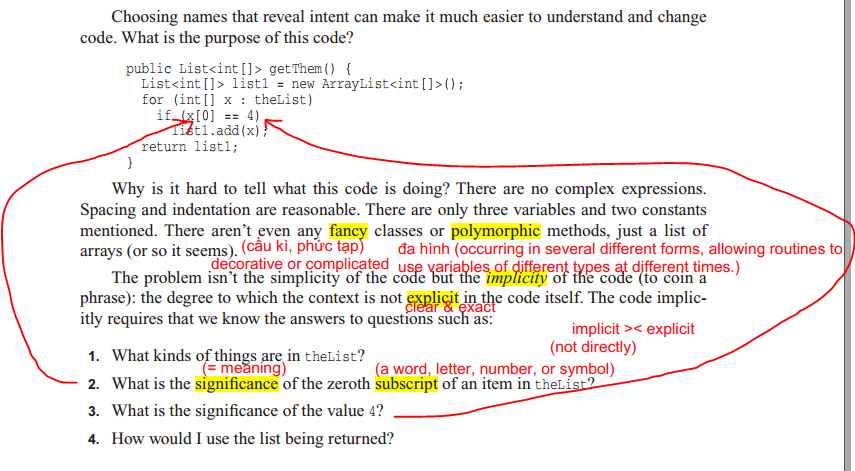 Choosing names that reveal intent can make it much easier to understand and change
code. What is the purpose of this code?
public List<int[]> getThem() {
List<int[]> list1 = new ArrayList<int[]>();
for (int[] x : theList)
if (x[0] == 4)
list1.add(x);
return list1;
}
Why is it hard to tell what this code is doing? There are no complex expressions.
Spacing and indentation are reasonable. There are only three variables and two constants
mentioned. There aren’t even any fancy classes or polymorphic methods, just a list of
arrays (or so it seems). (cầu kì, phức tạp) đa hình (occurring in several different forms, allowing routines to
decorative or complicated use variables of different types at different times.)
The problem isn’t the simplicity of the code but the implicity of the code (to coin a
phrase): the degree to which the context is not explicit in the code itself. The code implic-
clear & exact
itly requires that we know the answers to questions such as:
implicit >< explicit
(not directly)
1. What kinds of things are in theList?
(= meaning) (a word, letter, number, or symbol)
2. What is the significance of the zeroth subscript of an item in theList?
3. What is the significance of the value 4?
4. How would I use the list being returned?